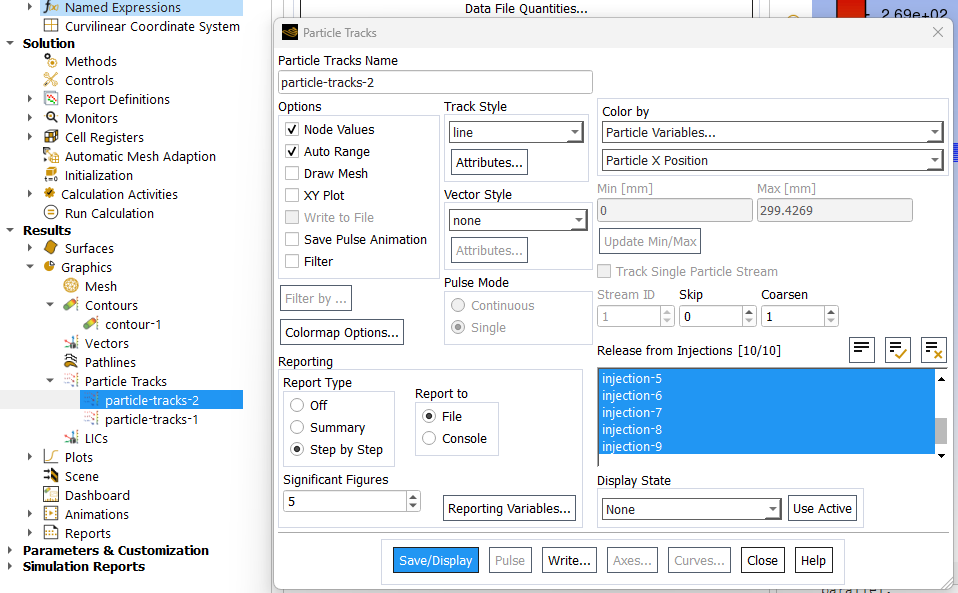 Named Expressions
Curvilinear Coordinate System
Solution
Methods
Controls
Report Definitions
Monitors
Cell Registers
Automatic Mesh Adaption
Initialization
Calculation Activities
Run Calculation
Results
Surfaces
Graphics
Mesh
Contours
contour-1
Vectors
Pathlines
Particle Tracks
particle-tracks-2
particle-tracks-1
LICs
Plots
Scene
Dashboard
Animations
Reports
Parameters & Customization
Simulation Reports
Data File Quantities...
2.69e+02
Particle Tracks
Particle Tracks Name
particle-tracks-2
Options
Node Values
Auto Range
Draw Mesh
XY Plot
Write to File
Save Pulse Animation
Filter
Filter by ...
Colormap Options...
Track Style
line
Attributes...
Vector Style
none
Attributes...
Pulse Mode
Continuous
Single
Color by
Particle Variables...
Particle X Position
Min [mm] Max [mm]
0 299.4269
Update Min/Max
Track Single Particle Stream
Stream ID Skip Coarsen
1 0 1
Release from Injections [10/10]
injection-5
injection-6
injection-7
injection-8
injection-9
Reporting
Report Type
Off
Summary
Step by Step
Report to
File
Console
Significant Figures
5
Reporting Variables...
Display State
None Use Active
Save/Display Pulse Write... Axes... Curves... Close Help